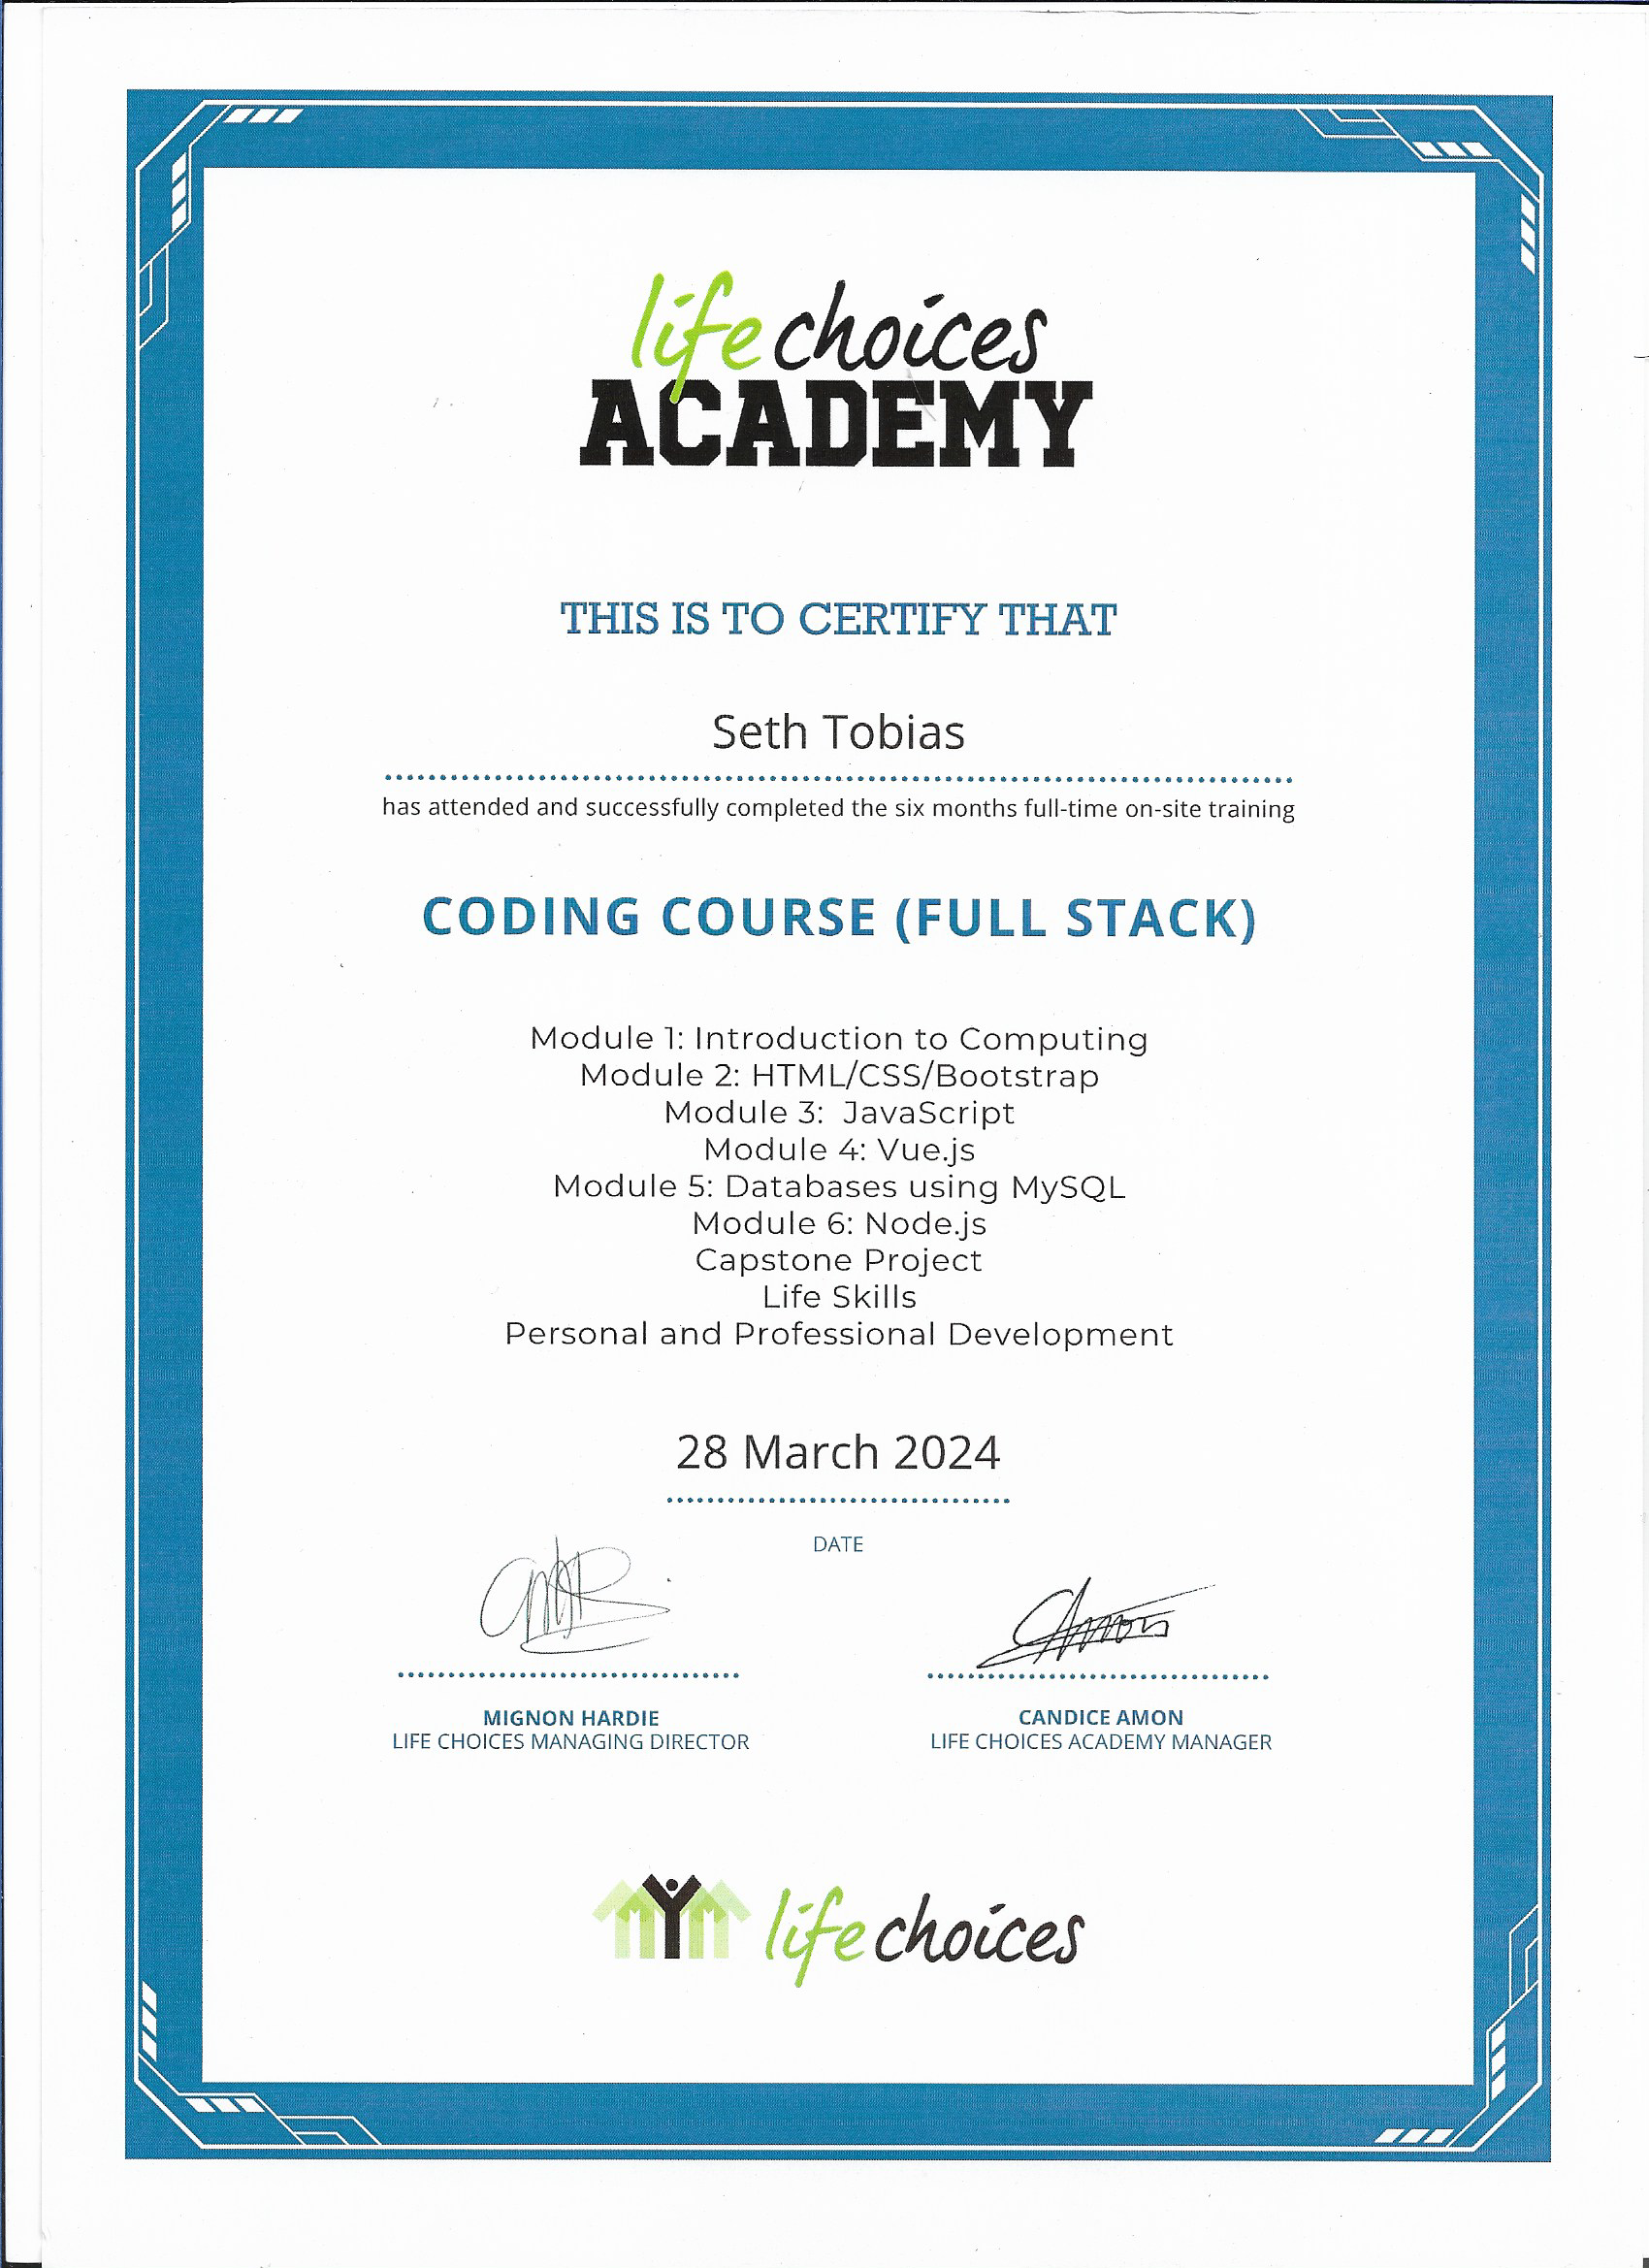 life choices
ACADEMY
THIS IS TO CERTIFY THAT
Seth Tobias
has attended and successfully completed the six months full-time on-site training
CODING COURSE (FULL STACK)
Module 1: Introduction to Computing
Module 2: HTML/CSS/Bootstrap
Module 3: JavaScript
Module 4: Vue.js
Module 5: Databases using MySQL
Module 6: Node.js
Capstone Project
Life Skills
Personal and Professional Development
28 March 2024
DATE
MIGNON HARDIE
LIFE CHOICES MANAGING DIRECTOR
CANDICE AMON
LIFE CHOICES ACADEMY MANAGER
life choices